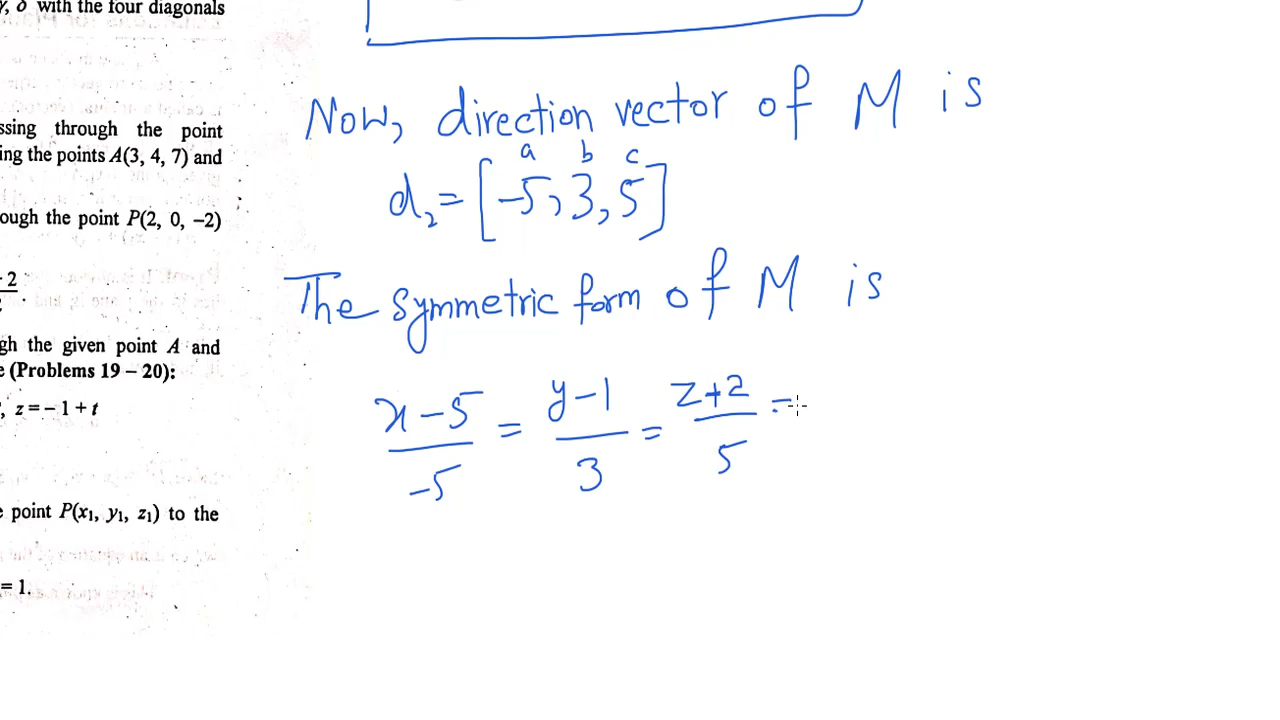 γ, δ with the four diagonals
ssing through the point
ing the points A(3, 4, 7) and
ough the point P(2, 0, −2)
2
gh the given point A and
e (Problems 19 – 20):
, z = − 1 + t
e point P(x₁, y₁, z₁) to the
= 1.
Now, direction vector of M is
a b c
d₂ = [-5, 3, 5]
The symmetric form of M is
x-5 / -5 = y-1 / 3 = z+2 / 5 =